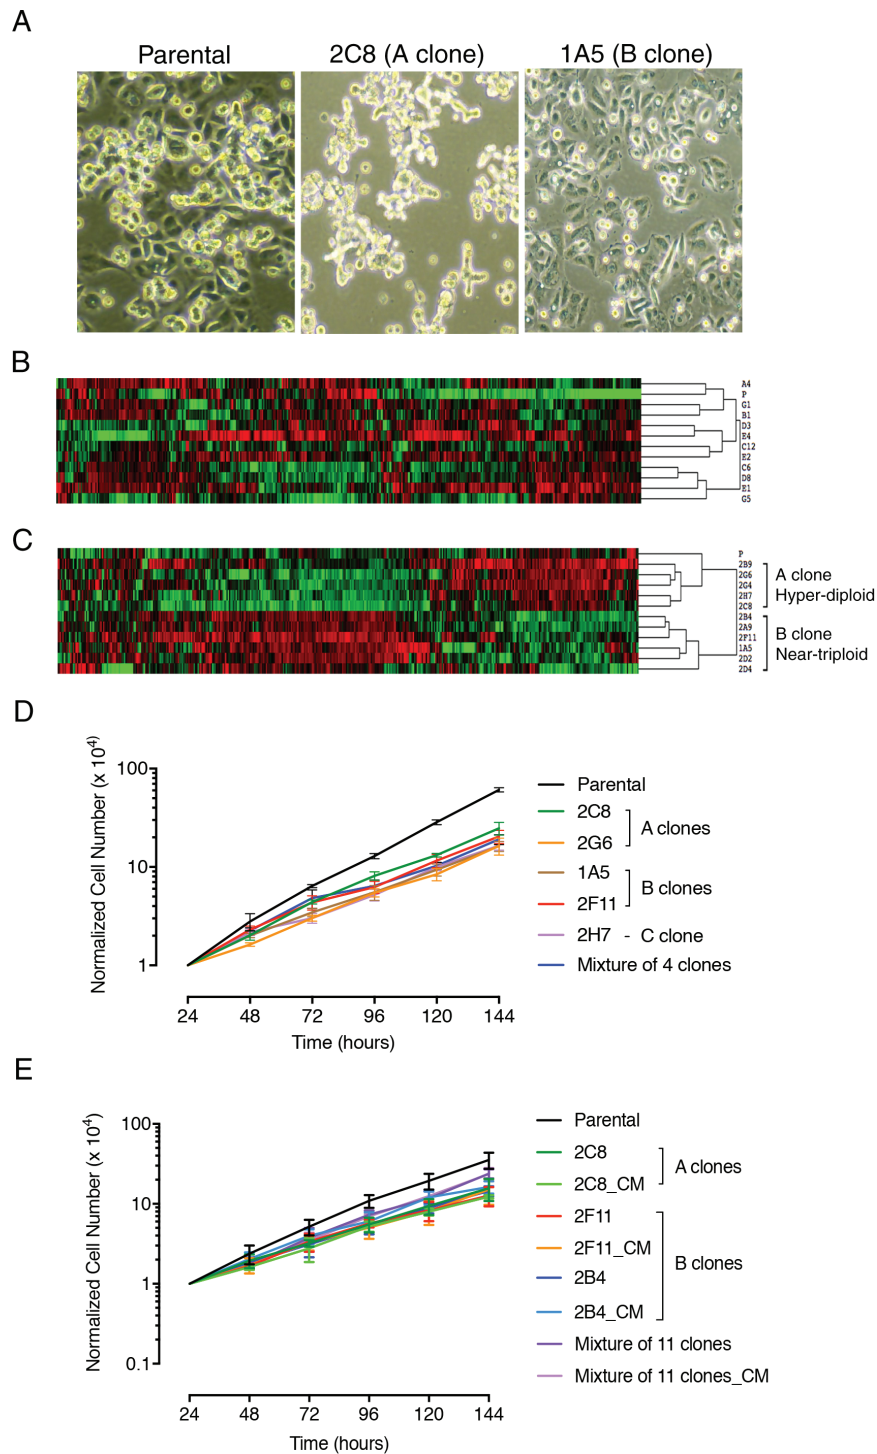 A
Parental
2C8 (A clone)
1A5 (B clone)
B
A4
P
G1
B1
D3
E4
C12
E2
C6
D8
E1
G5
C
P
2B9
2G6
2G4
2H7
2C8
A clone
Hyper-diploid
2B4
2A9
2F11
1A5
2D2
2D4
B clone
Near-triploid
D
Normalized Cell Number (x 10⁴)
100
10
1
24 48 72 96 120 144
Time (hours)
Parental
2C8
2G6
A clones
1A5
2F11
B clones
2H7 - C clone
Mixture of 4 clones
E
Normalized Cell Number (x 10⁴)
100
10
1
0.1
24 48 72 96 120 144
Time (hours)
Parental
2C8
2C8_CM
A clones
2F11
2F11_CM
2B4
2B4_CM
B clones
Mixture of 11 clones
Mixture of 11 clones_CM